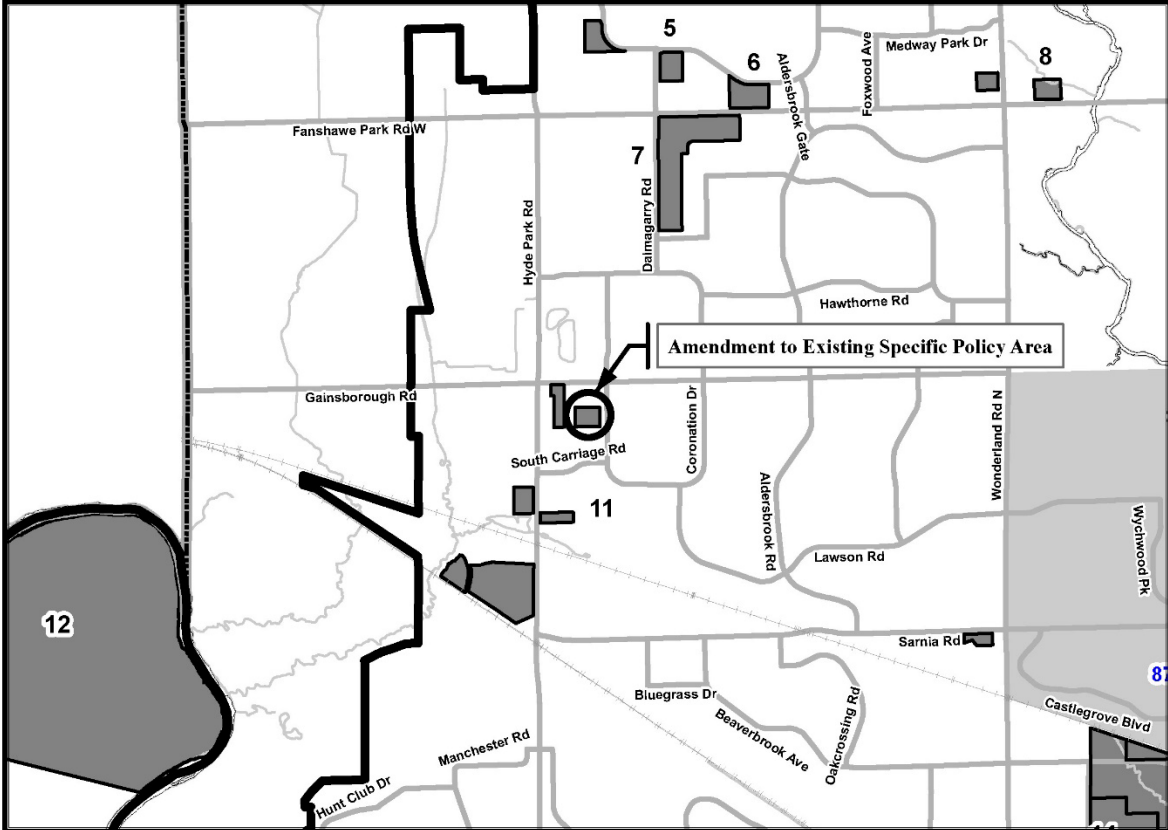 5
Medway Park Dr
6
8
Aldersbrook Gate
Foxwood Ave
Fanshawe Park Rd W
7
Dalmagarry Rd
Hyde Park Rd
Hawthorne Rd
Amendment to Existing Specific Policy Area
Gainsborough Rd
Coronation Dr
Wonderland Rd N
South Carriage Rd
Aldersbrook Rd
11
Wychwood Pk
Lawson Rd
12
Sarnia Rd
87
Bluegrass Dr
Castlegrove Blvd
Beaverbrook Ave
Oakcrossing Rd
Manchester Rd
Hunt Club Dr